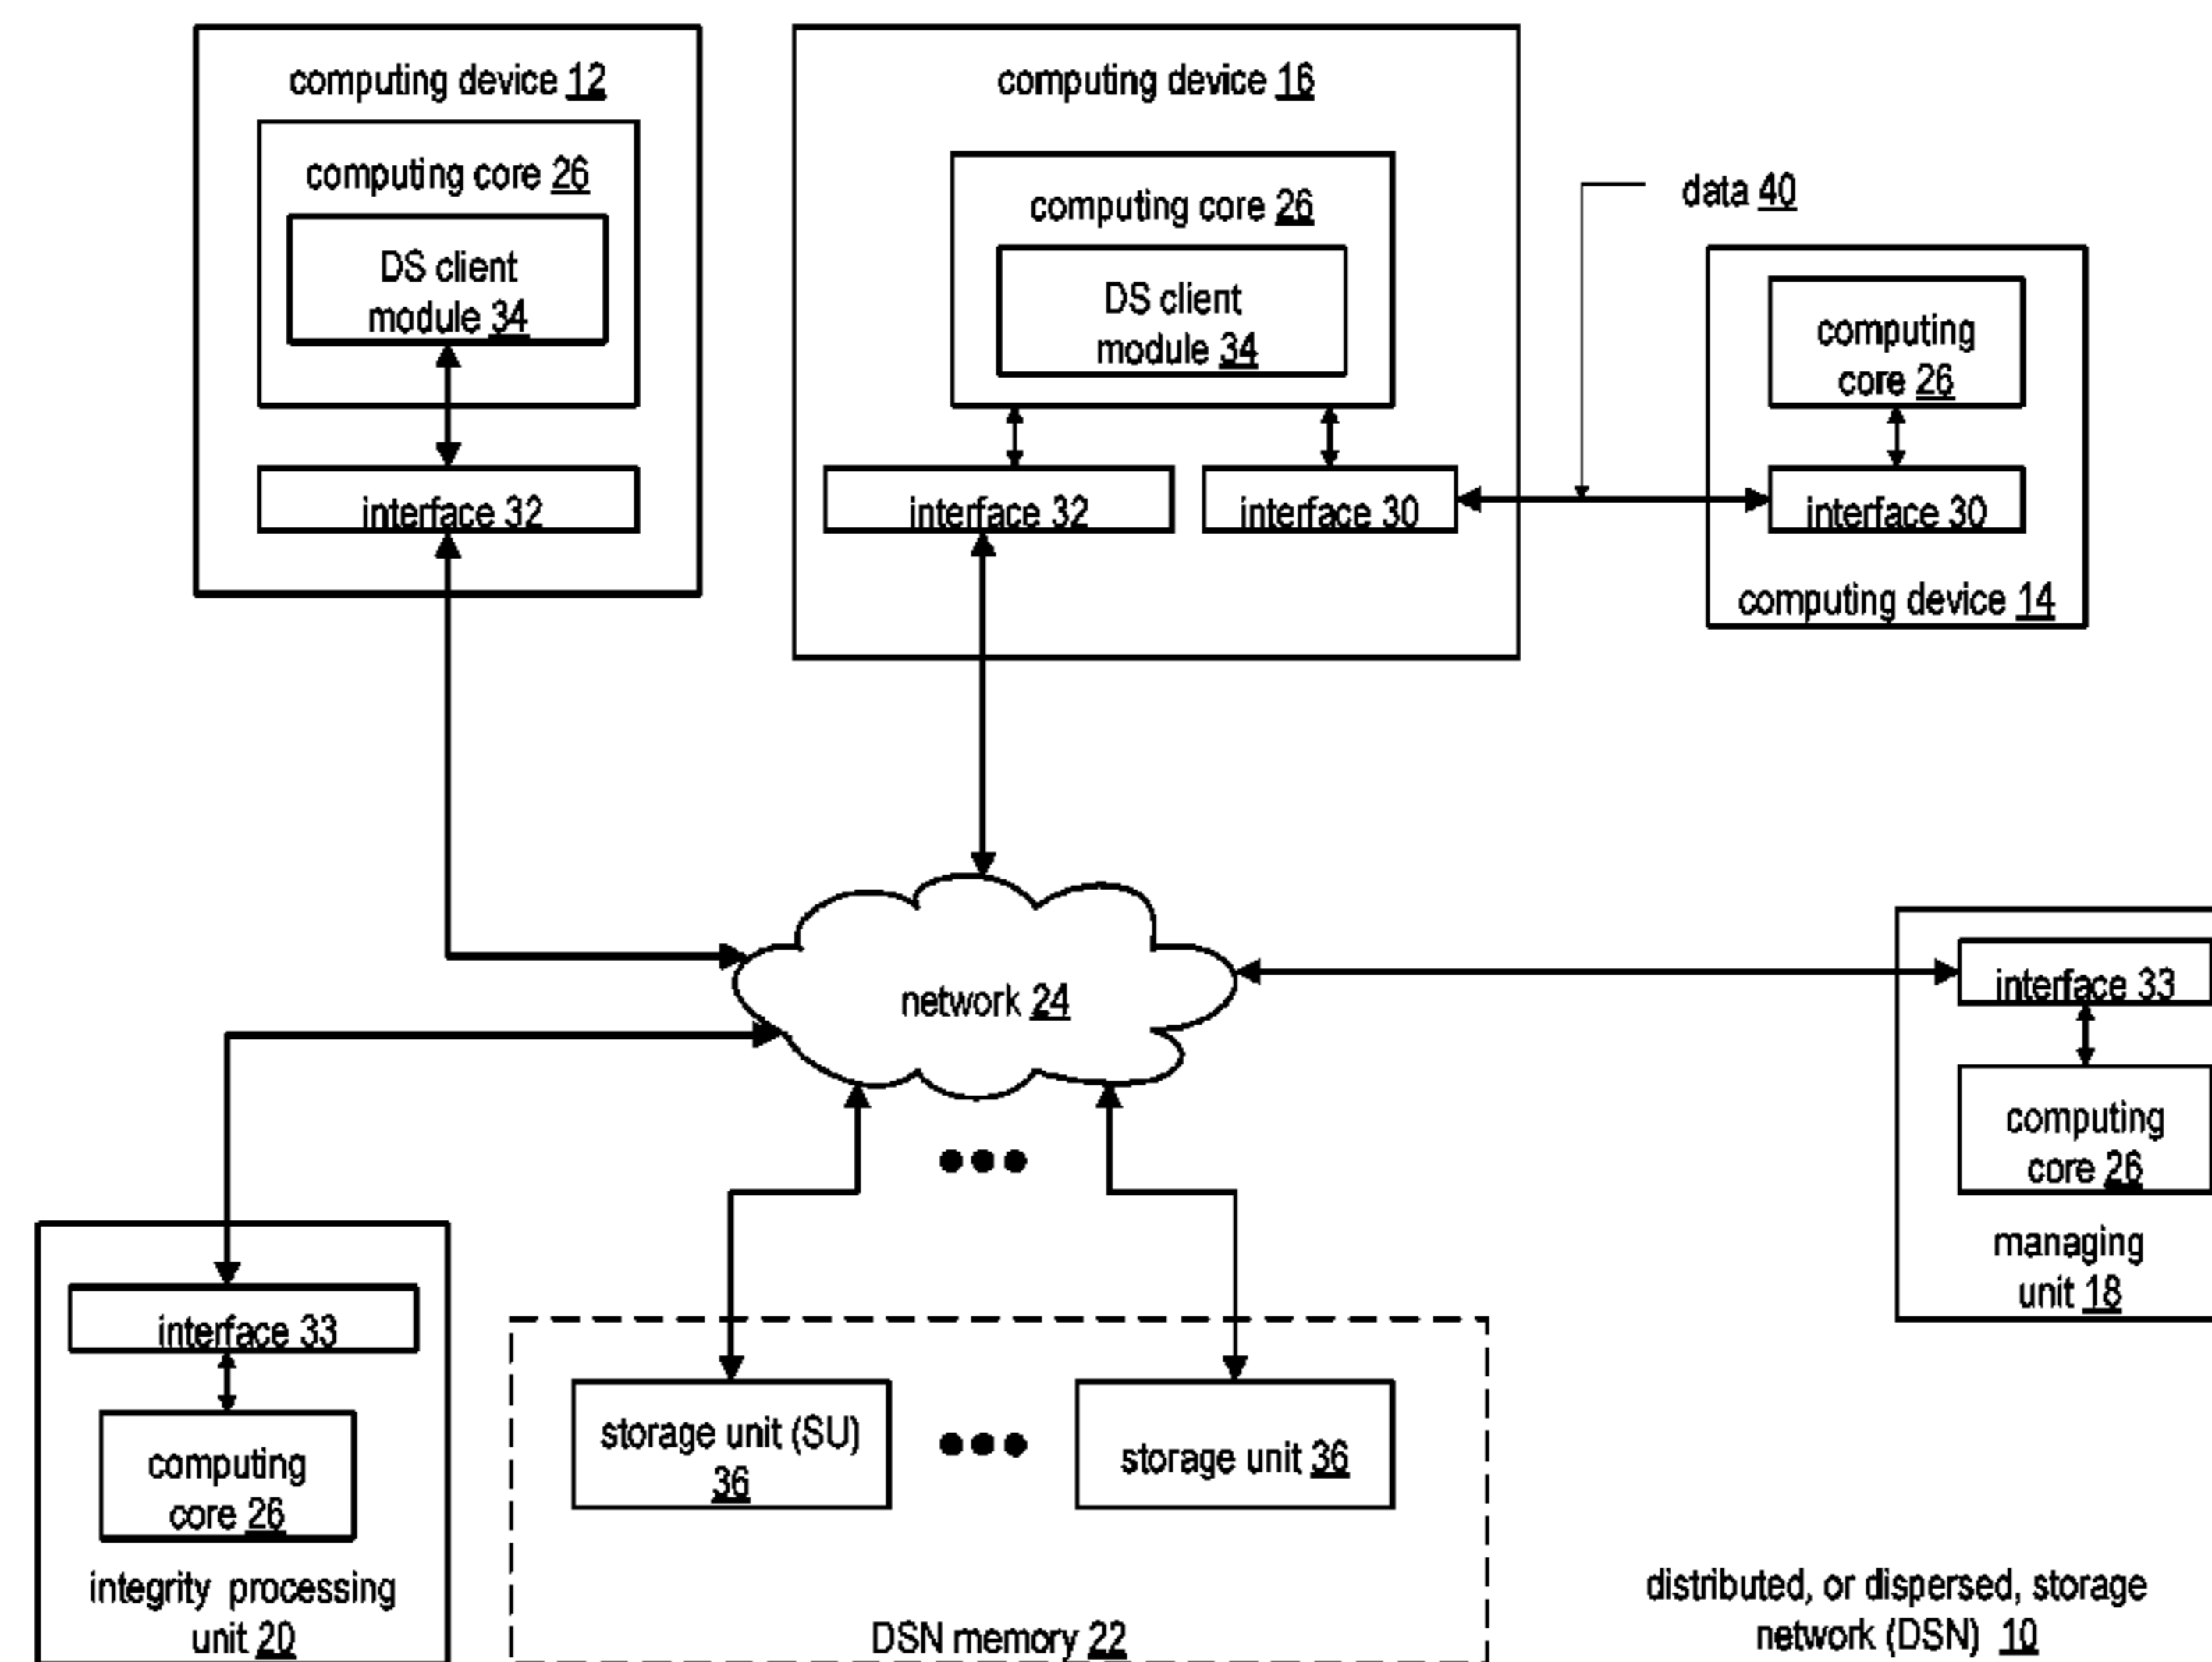 computing device 12
computing core 26
DS client
module 34
interface 32
computing device 16
computing core 26
DS client
module 34
interface 32
interface 30
data 40
computing
core 26
interface 30
computing device 14
network 24
interface 33
computing
core 26
managing
unit 18
interface 33
computing
core 26
integrity processing
unit 20
storage unit (SU)
36
storage unit 36
DSN memory 22
distributed, or dispersed, storage
network (DSN) 10